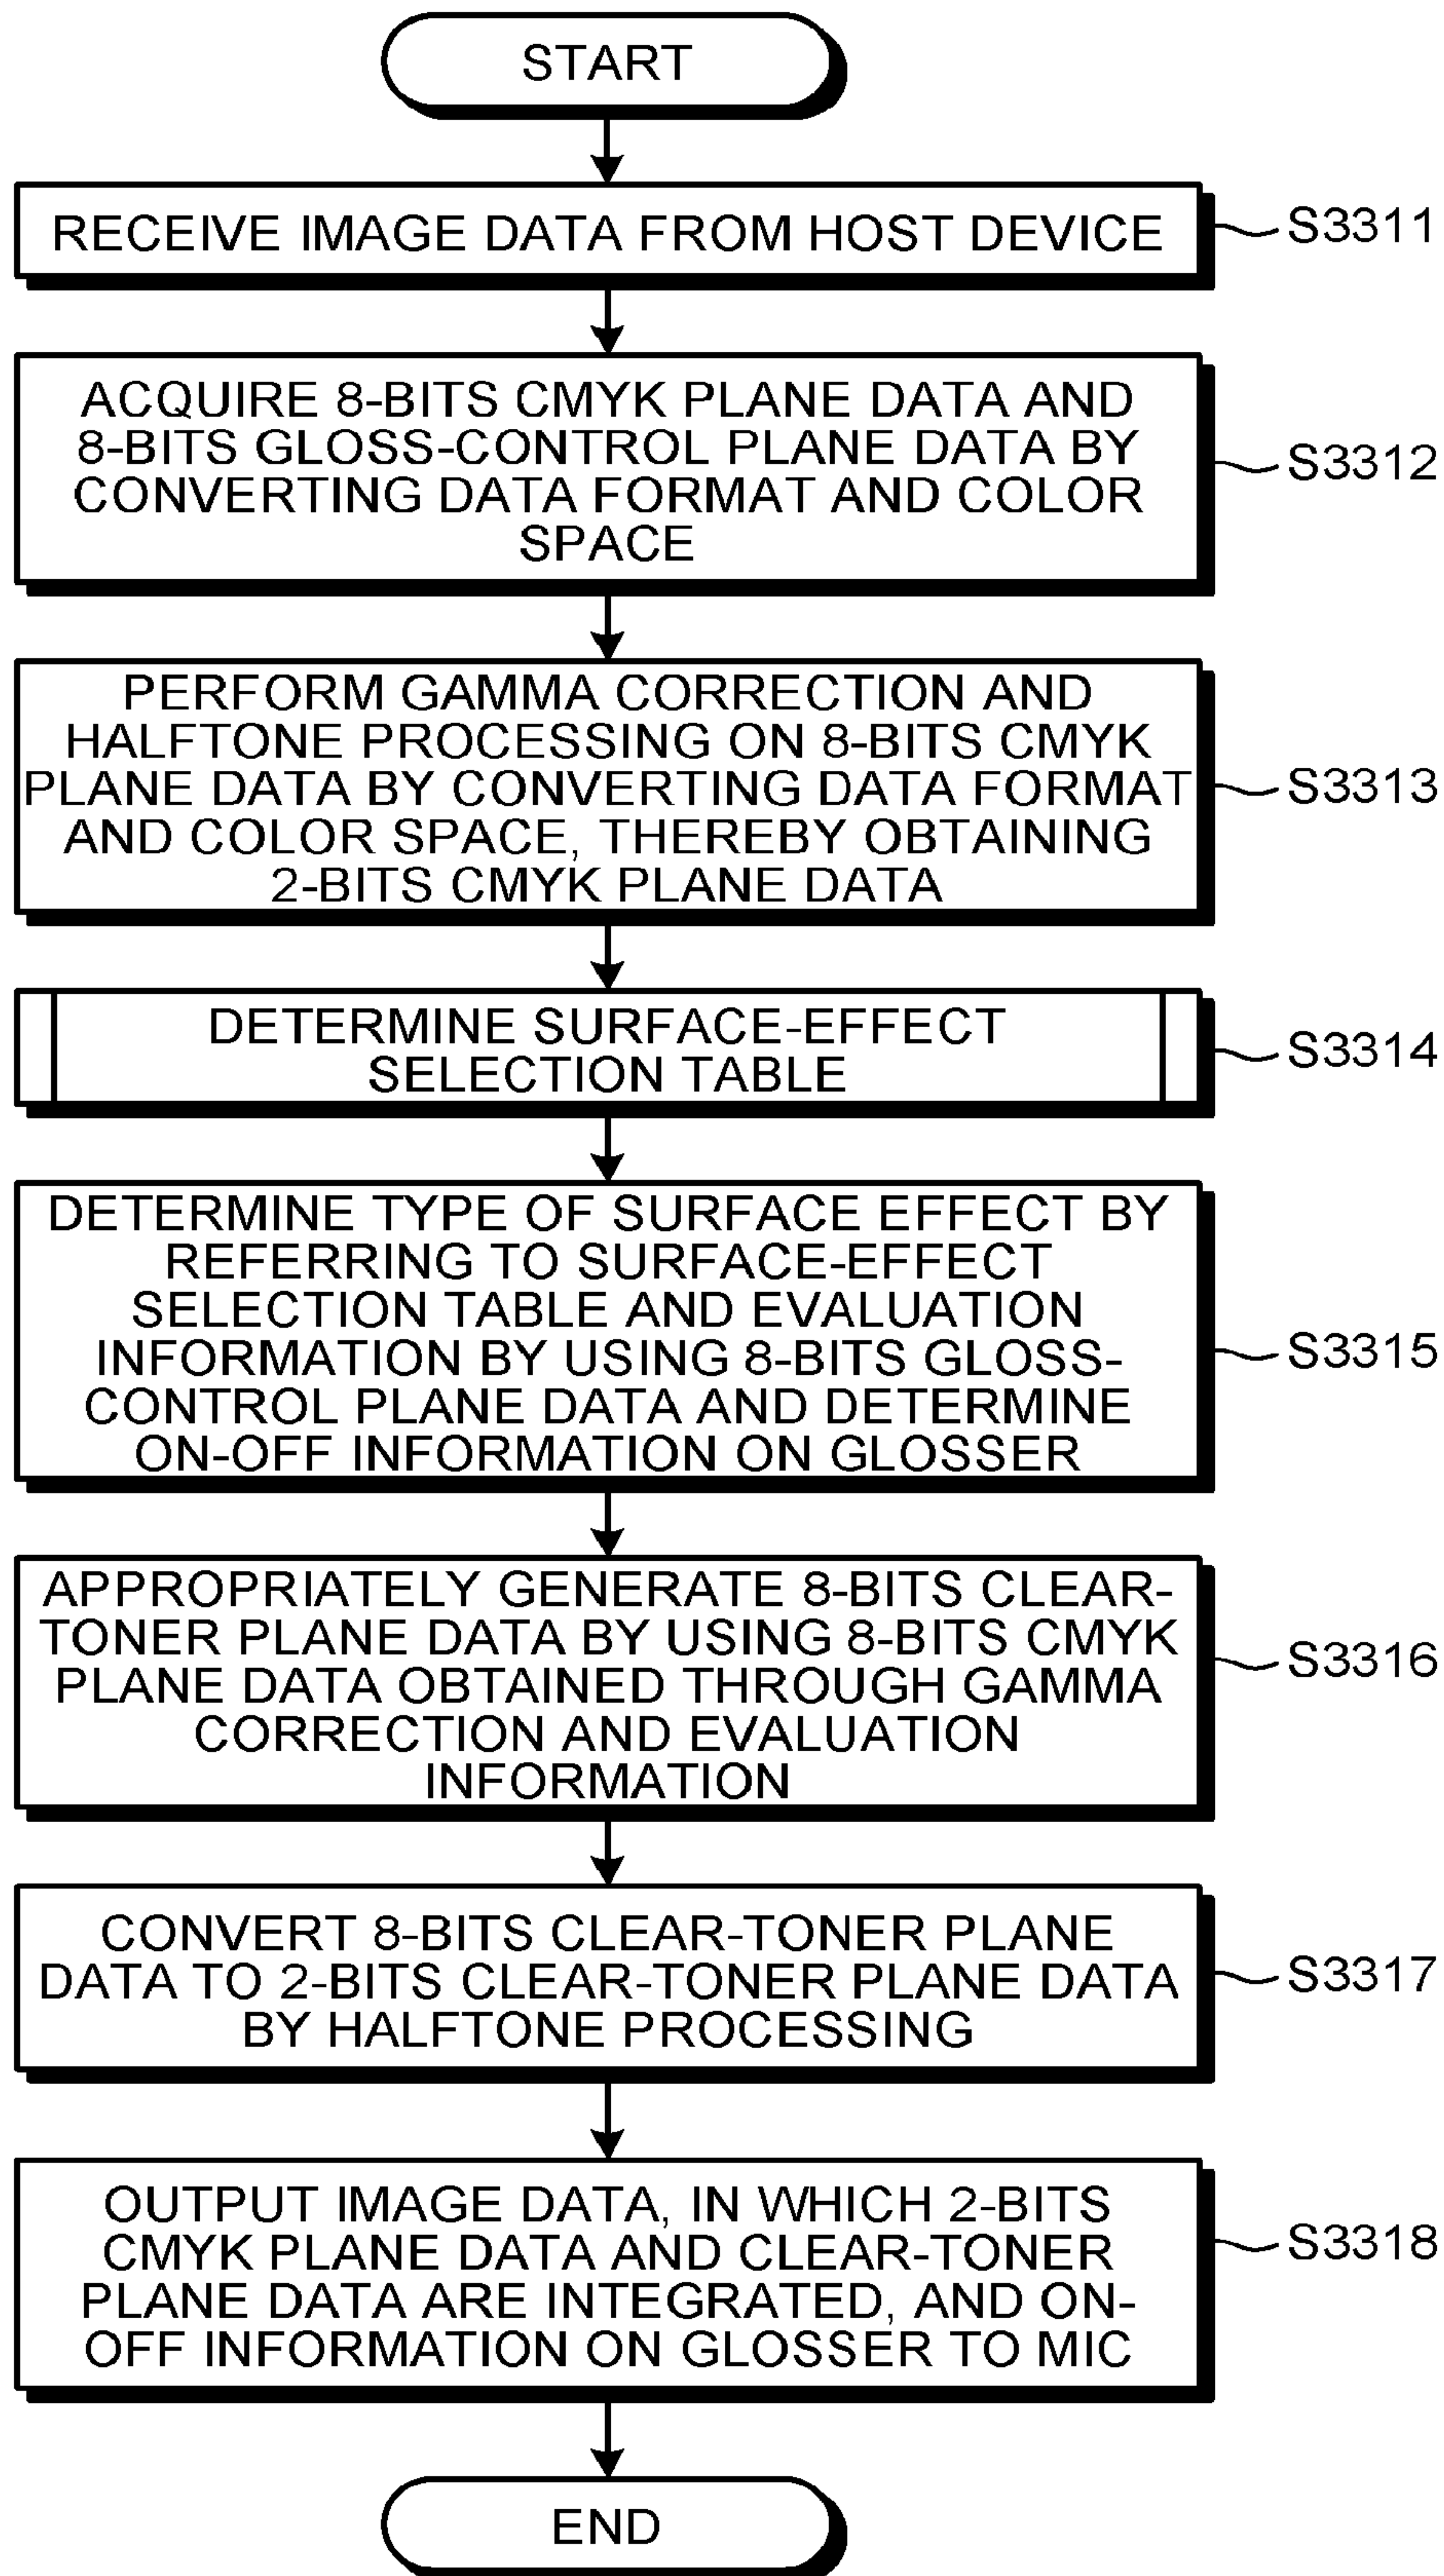 START
RECEIVE IMAGE DATA FROM HOST DEVICE
S3311
ACQUIRE 8-BITS CMYK PLANE DATA AND
8-BITS GLOSS-CONTROL PLANE DATA BY
CONVERTING DATA FORMAT AND COLOR
SPACE
S3312
PERFORM GAMMA CORRECTION AND
HALFTONE PROCESSING ON 8-BITS CMYK
PLANE DATA BY CONVERTING DATA FORMAT
AND COLOR SPACE, THEREBY OBTAINING
2-BITS CMYK PLANE DATA
S3313
DETERMINE SURFACE-EFFECT
SELECTION TABLE
S3314
DETERMINE TYPE OF SURFACE EFFECT BY
REFERRING TO SURFACE-EFFECT
SELECTION TABLE AND EVALUATION
INFORMATION BY USING 8-BITS GLOSS-
CONTROL PLANE DATA AND DETERMINE
ON-OFF INFORMATION ON GLOSSER
S3315
APPROPRIATELY GENERATE 8-BITS CLEAR-
TONER PLANE DATA BY USING 8-BITS CMYK
PLANE DATA OBTAINED THROUGH GAMMA
CORRECTION AND EVALUATION
INFORMATION
S3316
CONVERT 8-BITS CLEAR-TONER PLANE
DATA TO 2-BITS CLEAR-TONER PLANE DATA
BY HALFTONE PROCESSING
S3317
OUTPUT IMAGE DATA, IN WHICH 2-BITS
CMYK PLANE DATA AND CLEAR-TONER
PLANE DATA ARE INTEGRATED, AND ON-
OFF INFORMATION ON GLOSSER TO MIC
S3318
END